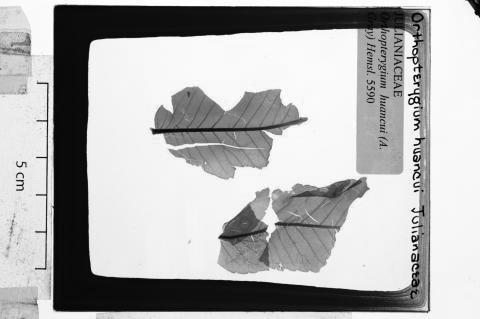 Orthopterygium huancui Julianaceae
JULIANIACEAE
Orthopterygium huancui (A.
Gray) Hemsl. 5590
5 cm